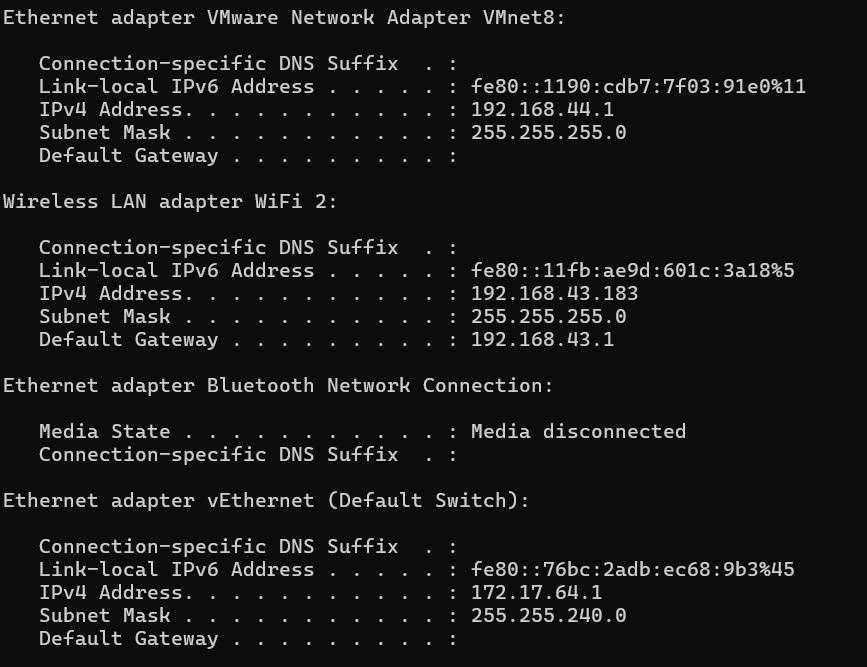 Ethernet adapter VMware Network Adapter VMnet8:
Connection-specific DNS Suffix  . :
Link-local IPv6 Address . . . . . : fe80::1190:cdb7:7f03:91e0%11
IPv4 Address. . . . . . . . . . . : 192.168.44.1
Subnet Mask . . . . . . . . . . . : 255.255.255.0
Default Gateway . . . . . . . . . :
Wireless LAN adapter WiFi 2:
Connection-specific DNS Suffix  . :
Link-local IPv6 Address . . . . . : fe80::11fb:ae9d:601c:3a18%5
IPv4 Address. . . . . . . . . . . : 192.168.43.183
Subnet Mask . . . . . . . . . . . : 255.255.255.0
Default Gateway . . . . . . . . . : 192.168.43.1
Ethernet adapter Bluetooth Network Connection:
Media State . . . . . . . . . . . : Media disconnected
Connection-specific DNS Suffix  . :
Ethernet adapter vEthernet (Default Switch):
Connection-specific DNS Suffix  . :
Link-local IPv6 Address . . . . . : fe80::76bc:2adb:ec68:9b3%45
IPv4 Address. . . . . . . . . . . : 172.17.64.1
Subnet Mask . . . . . . . . . . . : 255.255.240.0
Default Gateway . . . . . . . . . :